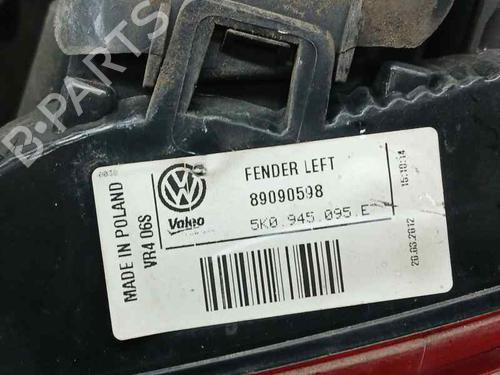 B-PARTS
0030
MADE IN POLAND
VR4 06S
Valeo
FENDER LEFT
89090598
5K0.945.095.E
15:10:14
20.03.2012